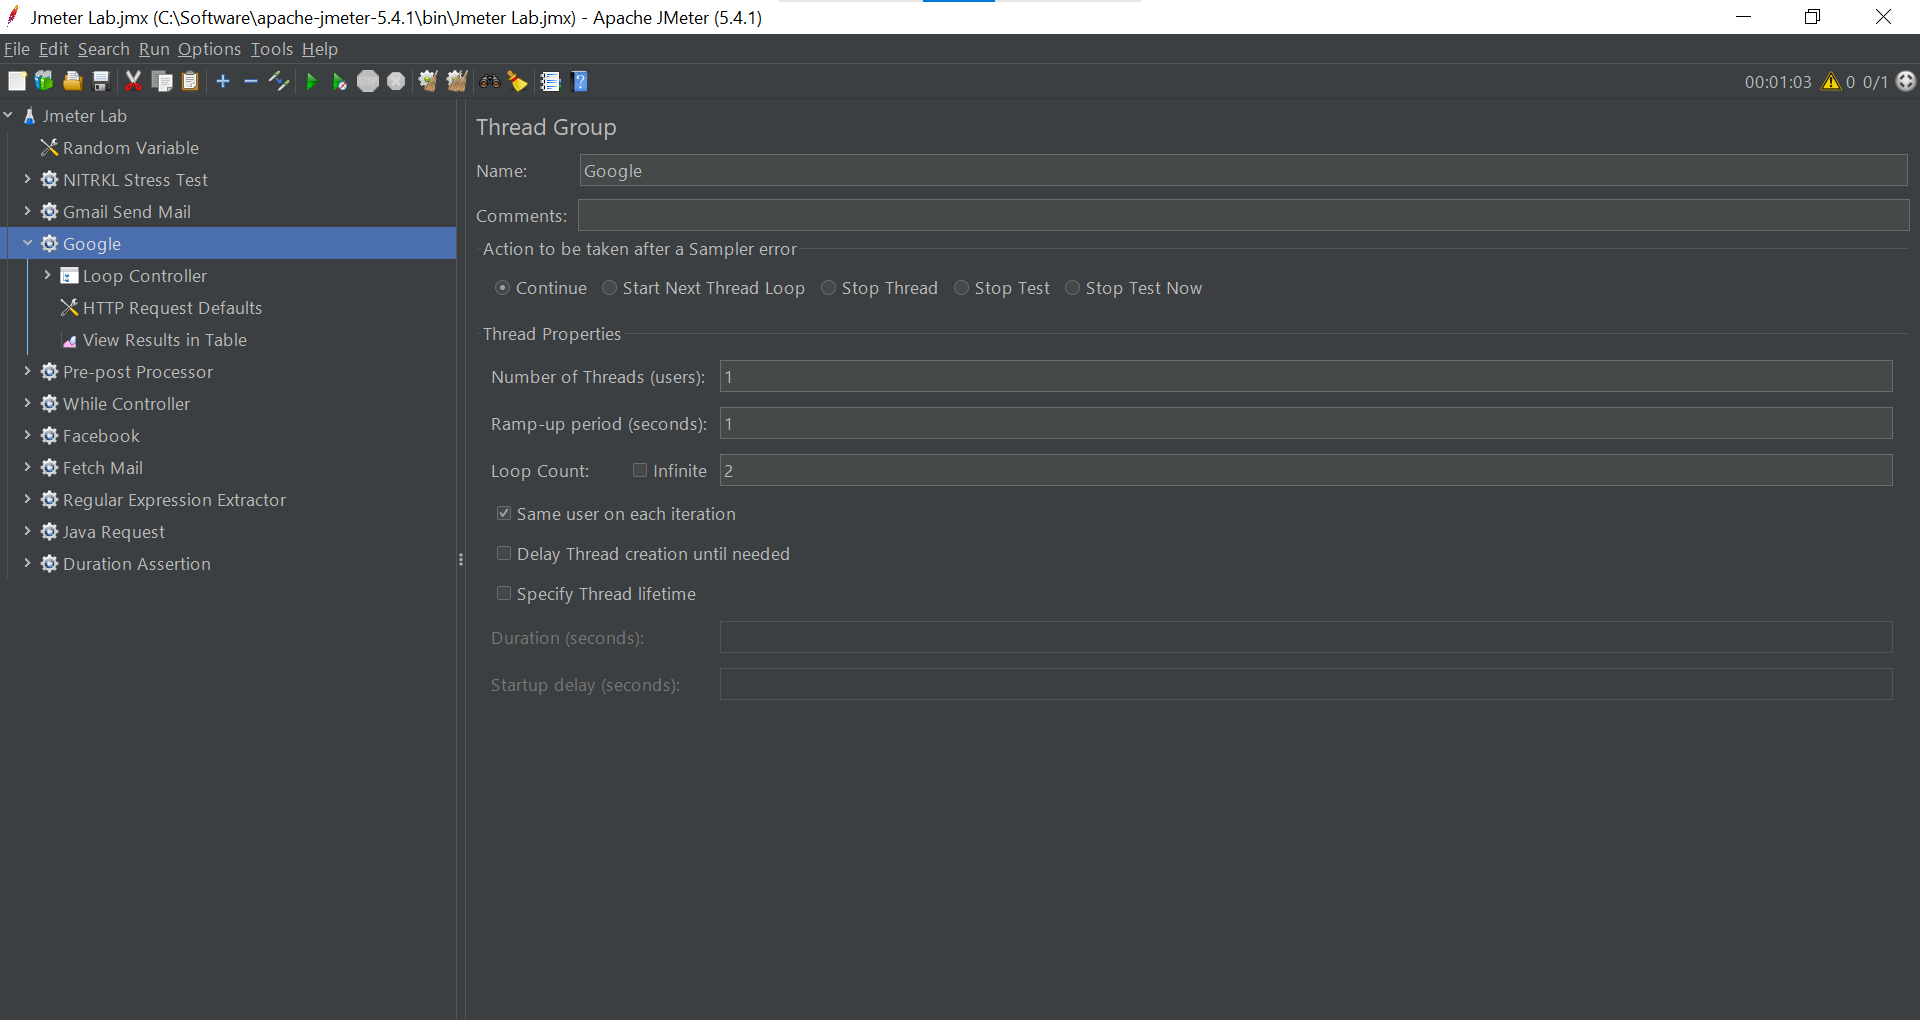 Jmeter Lab.jmx (C:\Software\apache-jmeter-5.4.1\bin\Jmeter Lab.jmx) - Apache JMeter (5.4.1)
File Edit Search Run Options Tools Help
00:01:03 0 0/1
Jmeter Lab
Random Variable
NITRKL Stress Test
Gmail Send Mail
Google
Loop Controller
HTTP Request Defaults
View Results in Table
Pre-post Processor
While Controller
Facebook
Fetch Mail
Regular Expression Extractor
Java Request
Duration Assertion
Thread Group
Name: Google
Comments:
Action to be taken after a Sampler error
Continue Start Next Thread Loop Stop Thread Stop Test Stop Test Now
Thread Properties
Number of Threads (users): 1
Ramp-up period (seconds): 1
Loop Count: Infinite 2
Same user on each iteration
Delay Thread creation until needed
Specify Thread lifetime
Duration (seconds):
Startup delay (seconds):